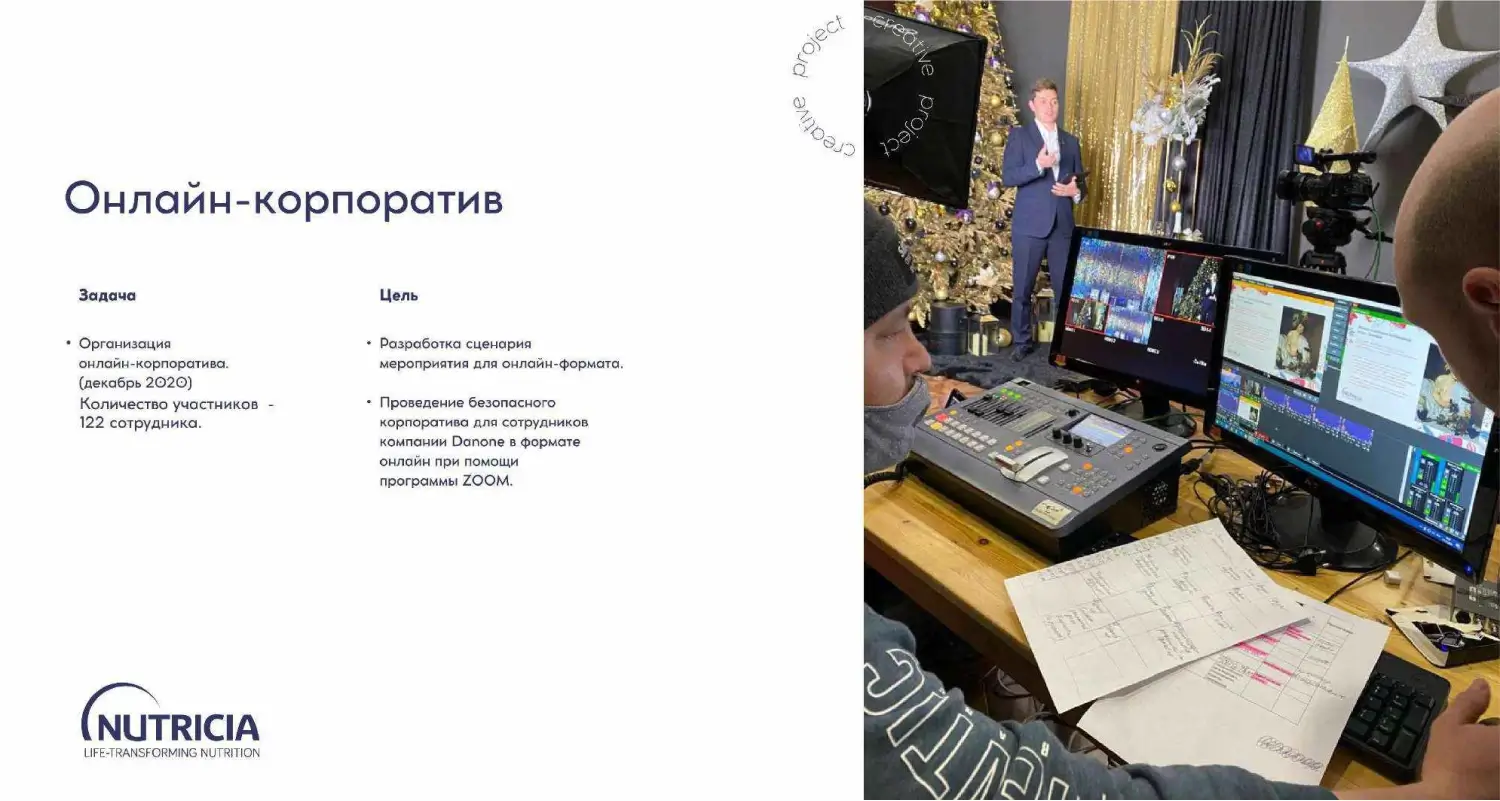 creative project
creative project
Онлайн-корпоратив
Задача
• Организация
онлайн-корпоратива.
(декабрь 2020)
Количество участников -
122 сотрудника.
Цель
• Разработка сценария
мероприятия для онлайн-формата.
• Проведение безопасного
корпоратива для сотрудников
компании Danone в формате
онлайн при помощи
программы ZOOM.
NUTRICIA
LIFE-TRANSFORMING NUTRITION